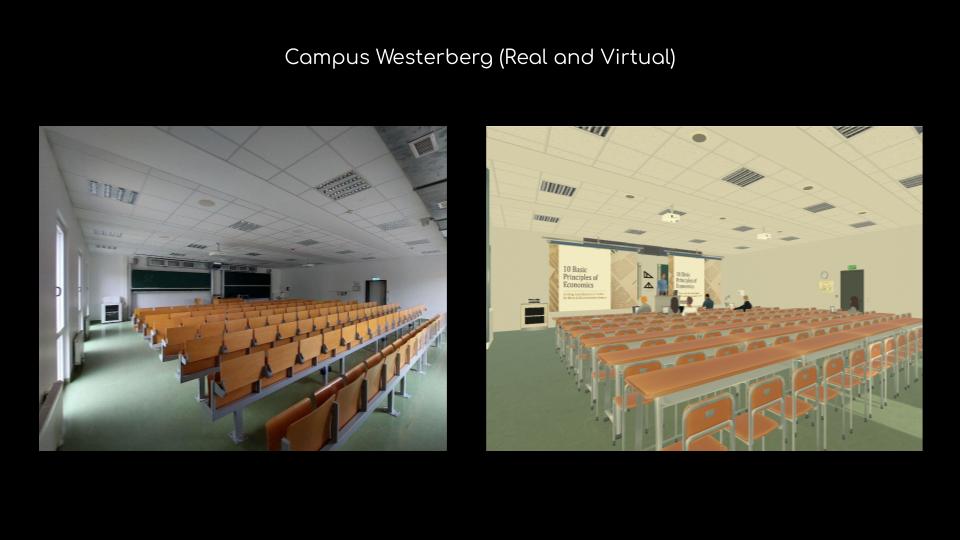 Campus Westerberg (Real and Virtual)
10 Basic
Principles of
Economics
10 Basic
Principles of
Economics